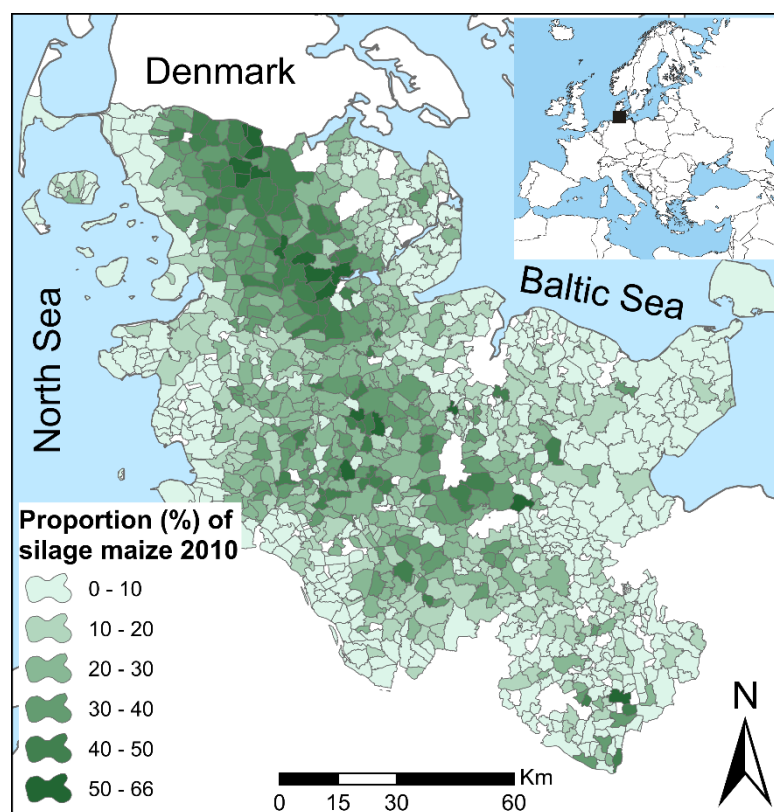 Denmark
North Sea
Baltic Sea
Proportion (%) of
silage maize 2010
0 - 10
10 - 20
20 - 30
30 - 40
40 - 50
50 - 66
N
Km
0 15 30 60